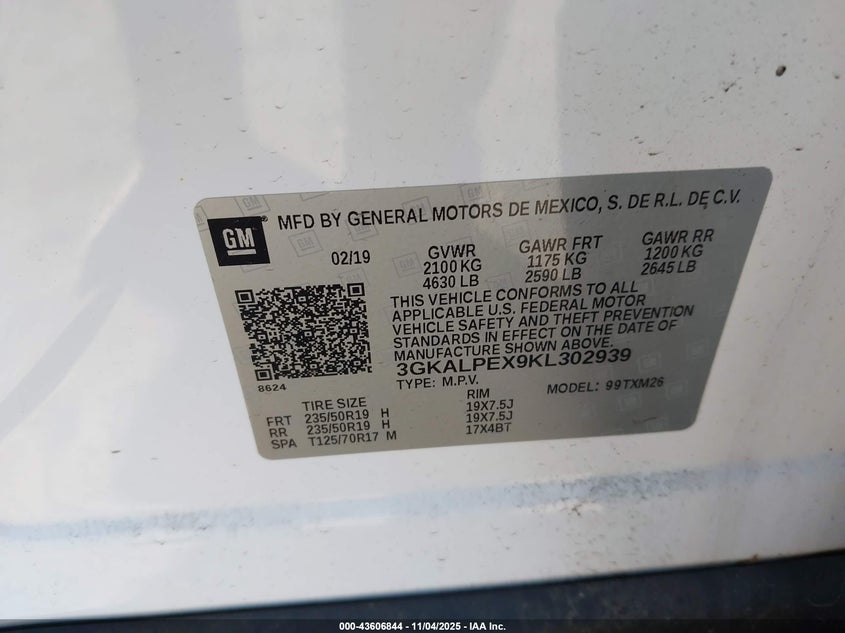 GM
MFD BY GENERAL MOTORS DE MEXICO, S. DE R.L. DE C.V.
02/19
GVWR
2100 KG
4630 LB
GAWR FRT
1175 KG
2590 LB
GAWR RR
1200 KG
2645 LB
THIS VEHICLE CONFORMS TO ALL
APPLICABLE U.S. FEDERAL MOTOR
VEHICLE SAFETY AND THEFT PREVENTION
STANDARDS IN EFFECT ON THE DATE OF
MANUFACTURE SHOWN ABOVE.
3GKALPEX9KL302939
8624
TYPE: M.P.V.
MODEL: 99TXM26
TIRE SIZE RIM
FRT 235/50R19 H 19X7.5J
RR 235/50R19 H 19X7.5J
SPA T125/70R17 M 17X4BT
000-43606844 - 11/04/2025 - IAA Inc.